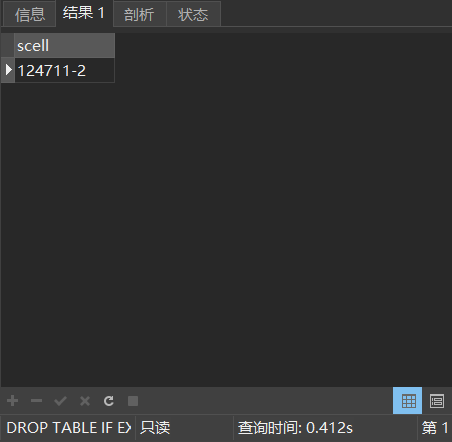 信息 结果 1 剖析 状态
scell
124711-2
DROP TABLE IF EX 只读 查询时间: 0.412s 第 1